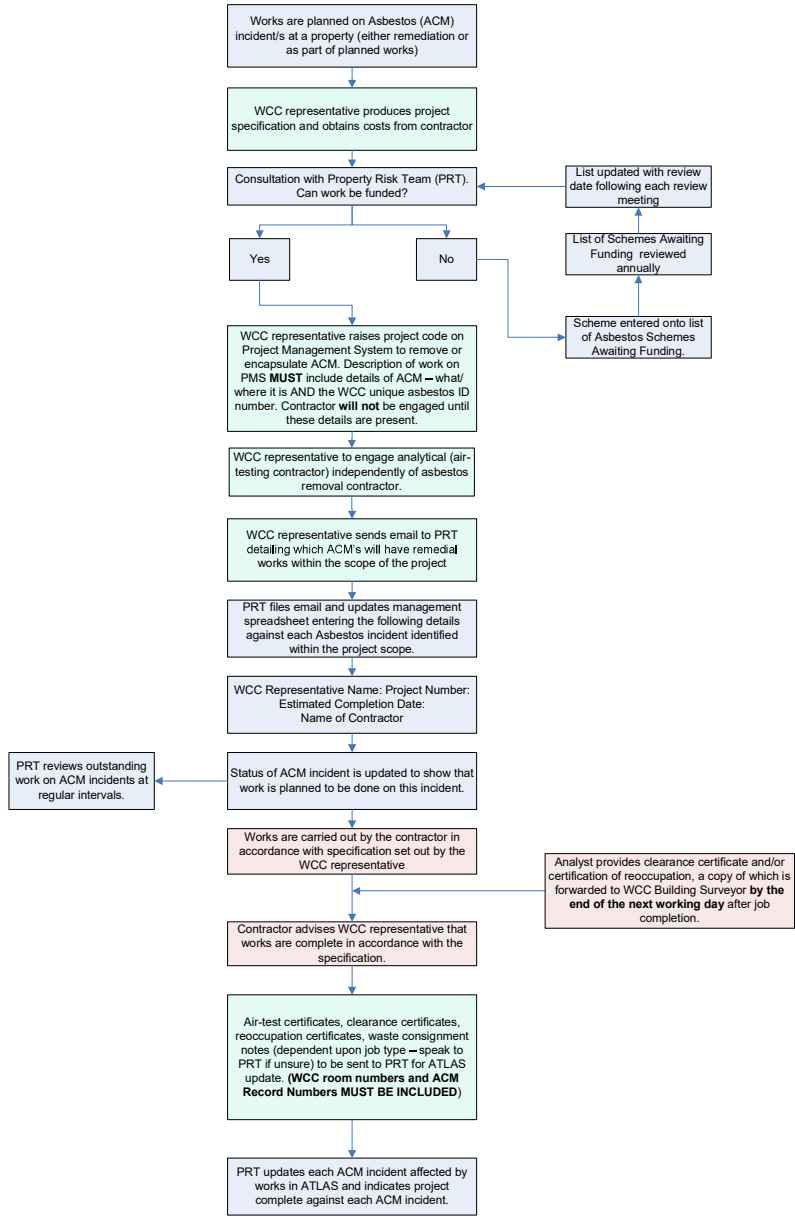 Works are planned on Asbestos (ACM)
incident/s at a property (either remediation or
as part of planned works)
WCC representative produces project
specification and obtains costs from contractor
Consultation with Property Risk Team (PRT).
Can work be funded?
List updated with review
date following each review
meeting
List of Schemes Awaiting
Funding reviewed
annually
Yes
No
Scheme entered onto list
of Asbestos Schemes
Awaiting Funding.
WCC representative raises project code on
Project Management System to remove or
encapsulate ACM. Description of work on
PMS MUST include details of ACM – what/
where it is AND the WCC unique asbestos ID
number. Contractor will not be engaged until
these details are present.
WCC representative to engage analytical (air-
testing contractor) independently of asbestos
removal contractor.
WCC representative sends email to PRT
detailing which ACM's will have remedial
works within the scope of the project
PRT files email and updates management
spreadsheet entering the following details
against each Asbestos incident identified
within the project scope.
WCC Representative Name: Project Number:
Estimated Completion Date:
Name of Contractor
PRT reviews outstanding
work on ACM incidents at
regular intervals.
Status of ACM incident is updated to show that
work is planned to be done on this incident.
Works are carried out by the contractor in
accordance with specification set out by the
WCC representative
Analyst provides clearance certificate and/or
certification of reoccupation, a copy of which is
forwarded to WCC Building Surveyor by the
end of the next working day after job
completion.
Contractor advises WCC representative that
works are complete in accordance with the
specification.
Air-test certificates, clearance certificates,
reoccupation certificates, waste consignment
notes (dependent upon job type – speak to
PRT if unsure) to be sent to PRT for ATLAS
update. (WCC room numbers and ACM
Record Numbers MUST BE INCLUDED)
PRT updates each ACM incident affected by
works in ATLAS and indicates project
complete against each ACM incident.